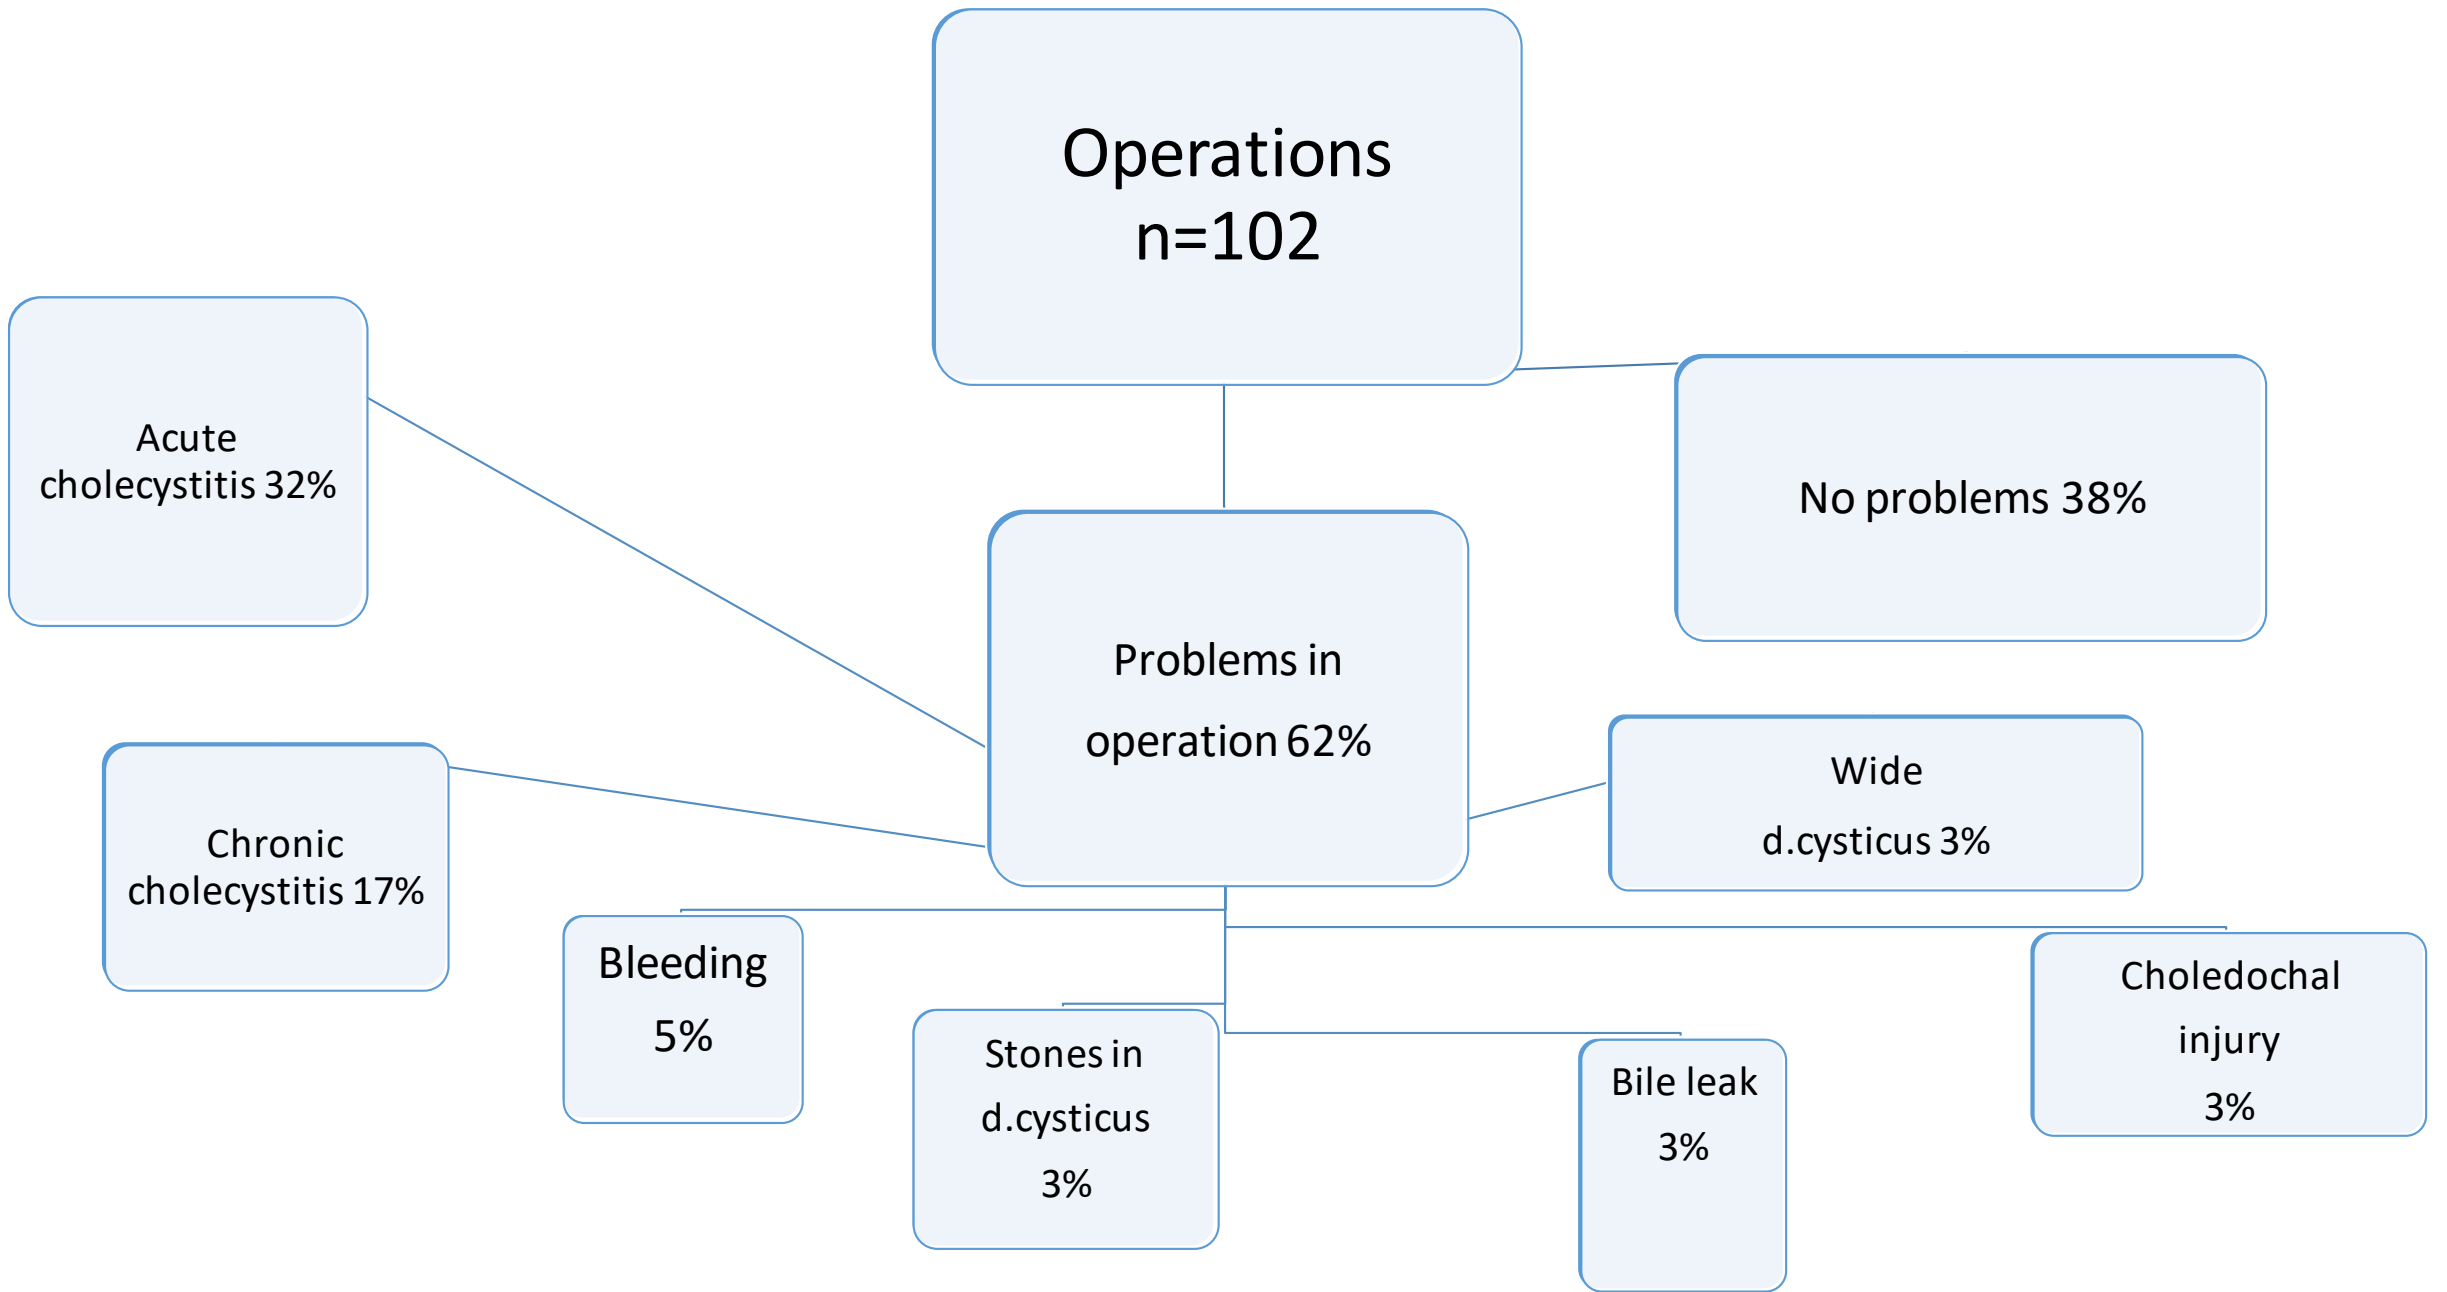 Operations
n=102
Acute
cholecystitis 32%
No problems 38%
Problems in
operation 62%
Wide
d.cysticus 3%
Chronic
cholecystitis 17%
Bleeding
5%
Stones in
d.cysticus
3%
Bile leak
3%
Choledochal
injury
3%